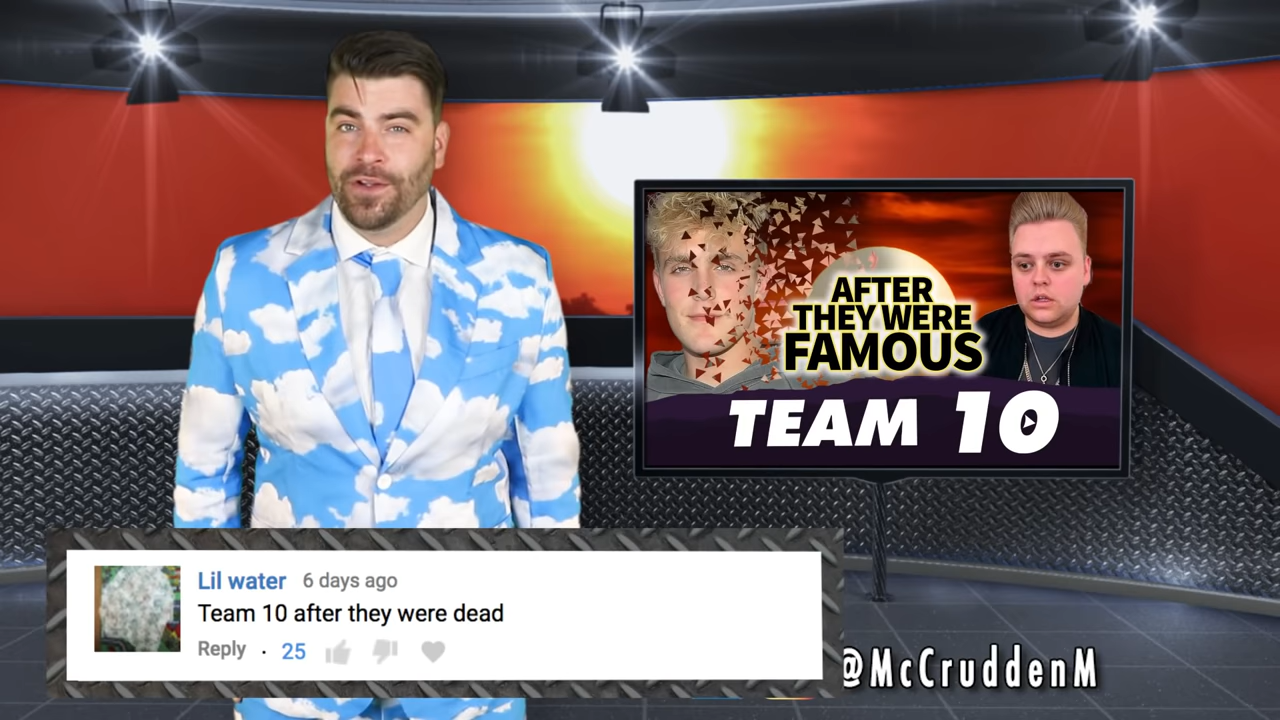 AFTER
THEY WERE
FAMOUS
TEAM 10
Lil water 6 days ago
Team 10 after they were dead
Reply · 25
@McCruddenM